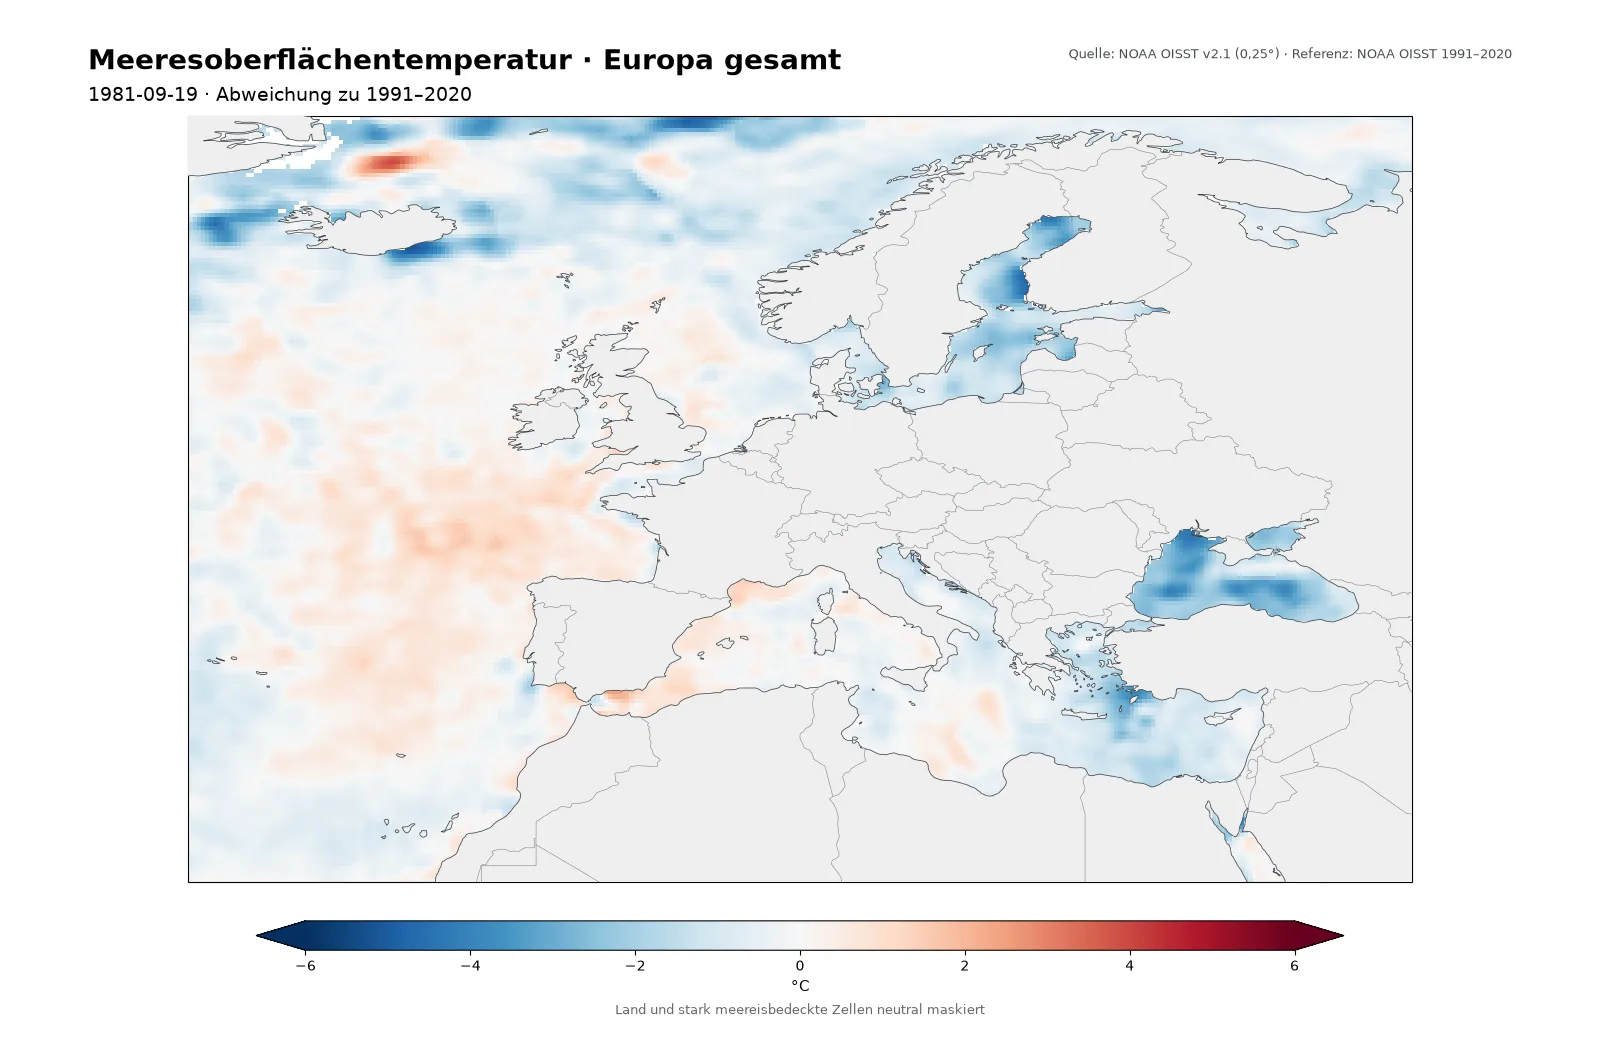 Meeresoberflächentemperatur · Europa gesamt
Quelle: NOAA OISST v2.1 (0,25°) · Referenz: NOAA OISST 1991–2020
1981-09-19 · Abweichung zu 1991–2020
−6 −4 −2 0 2 4 6
°C
Land und stark meereisbedeckte Zellen neutral maskiert